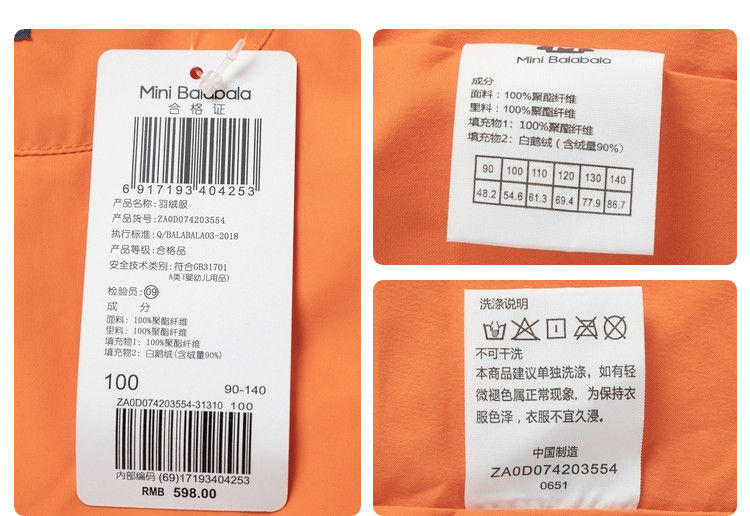 Mini Balabala
合格证
6 917193 404253
产品名称:羽绒服
产品货号:ZA0D074203554
执行标准:Q/BALABALA03-2018
产品等级:合格品
安全技术类别:符合GB31701
A类(婴幼儿用品)
检验员:09
成 分
面料: 100%聚酯纤维
里料: 100%聚酯纤维
填充物1: 100%聚酯纤维
填充物2: 白鹅绒(含绒量90%)
100 90-140
ZA0D074203554-31310 100
内部编码 (69)17193404253
RMB 598.00
Mini Balabala
成分
面料: 100%聚酯纤维
里料: 100%聚酯纤维
填充物1: 100%聚酯纤维
填充物2: 白鹅绒(含绒量90%)
90 100 110 120 130 140
48.2 54.6 61.3 69.4 77.9 86.7
洗涤说明
不可干洗
本商品建议单独洗涤，如有轻
微褪色属正常现象，为保持衣
服色泽，衣服不宜久浸。
中国制造
ZA0D074203554
0651